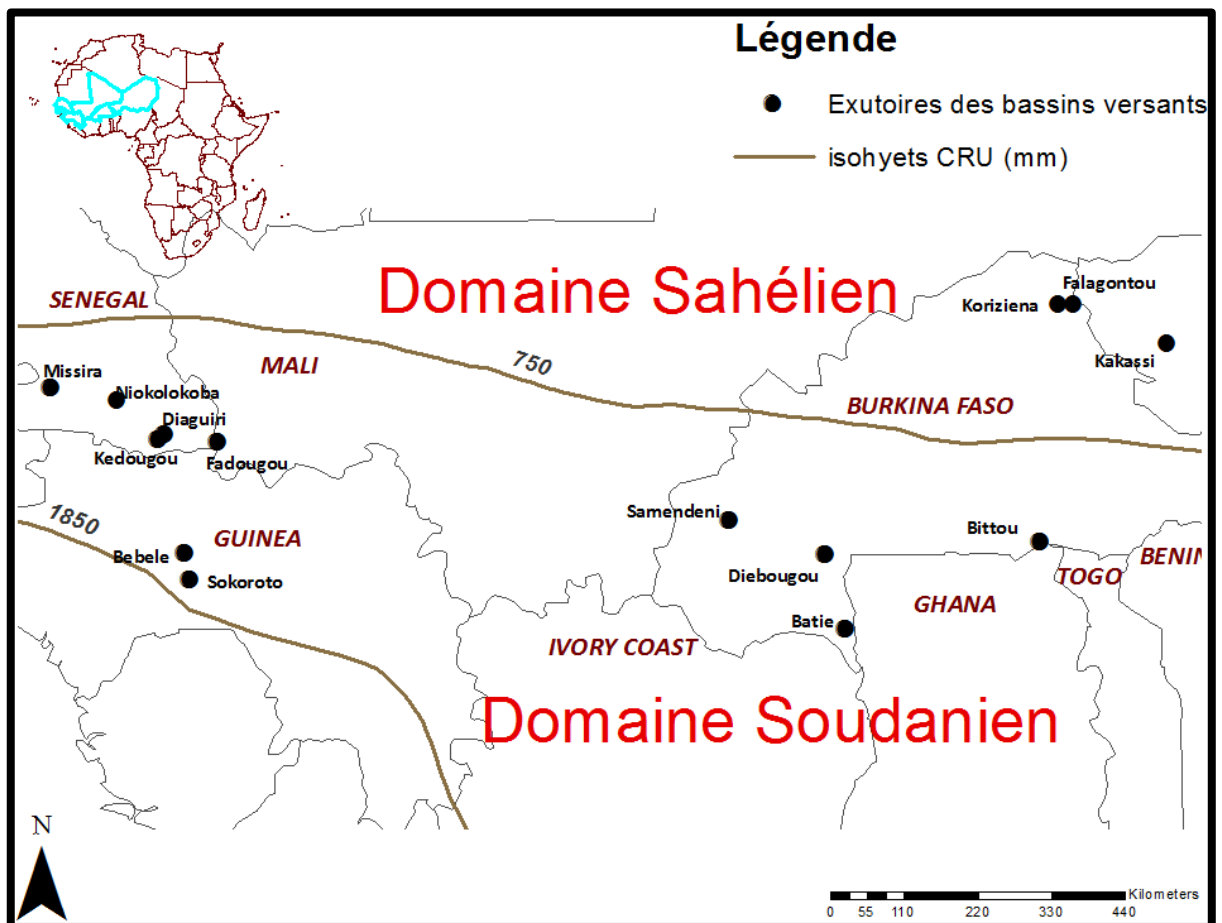 Légende
Exutoires des bassins versants
isohyets CRU (mm)
Domaine Sahélien
SENEGAL
Falagontou
Koriziena
MALI
750
Kakassi
Missira
Niokolokoba
BURKINA FASO
Diaguiri
Kedougou
Fadougou
1850
GUINEA
Samendeni
Bittou
Bebele
Diebougou
BENIN
Sokoroto
TOGO
GHANA
Batie
IVORY COAST
Domaine Soudanien
N
Kilometers
0 55 110 220 330 440